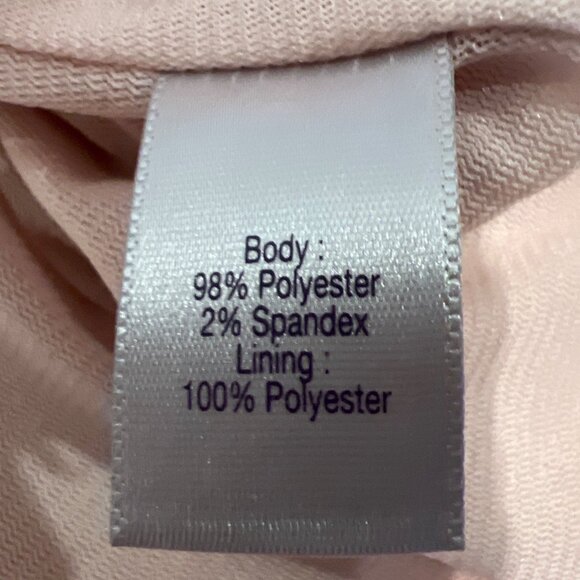 Body :
98% Polyester
2% Spandex
Lining :
100% Polyester